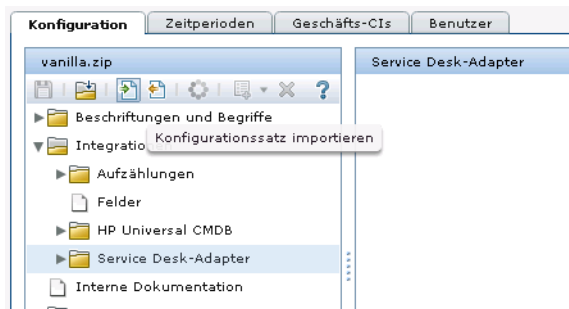 Konfiguration Zeitperioden Geschäfts-CIs Benutzer
vanilla.zip
Service Desk-Adapter
?
Beschriftungen und Begriffe
Konfigurationssatz importieren
Integratio
Aufzählungen
Felder
HP Universal CMDB
Service Desk-Adapter
Interne Dokumentation